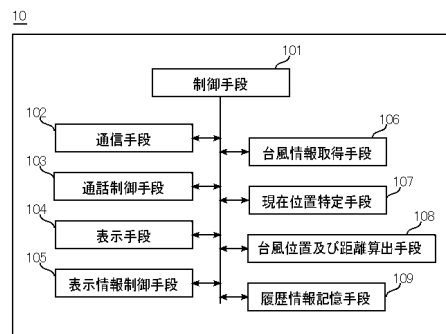 10
101
制御手段
102
通信手段
106
台風情報取得手段
103
通話制御手段
107
現在位置特定手段
104
表示手段
108
台風位置及び距離算出手段
105
表示情報制御手段
109
履歴情報記憶手段